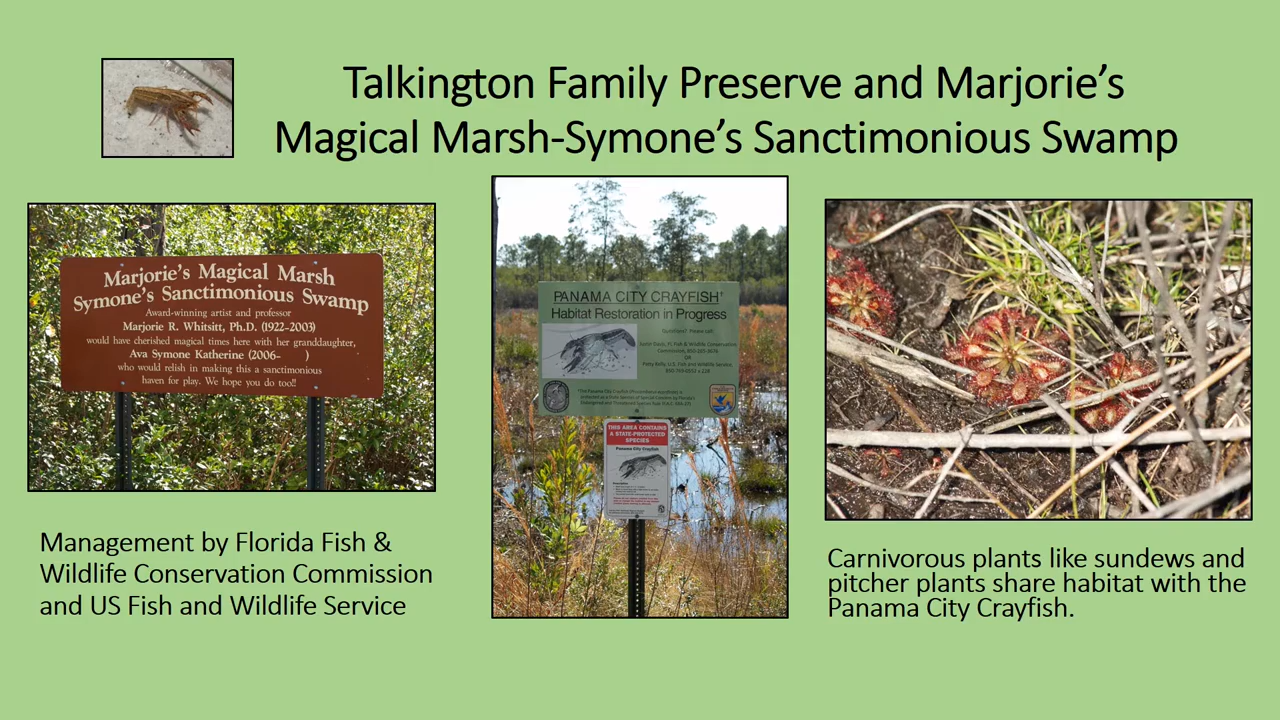 Talkington Family Preserve and Marjorie’s
Magical Marsh-Symone’s Sanctimonious Swamp
Marjorie's Magical Marsh
Symone's Sanctimonious Swamp
Award-winning artist and professor
Marjorie R. Whitsitt, Ph.D. (1922-2003)
would have cherished magical times here with her granddaughter,
Ava Symone Katherine (2006- )
who would relish in making this a sanctimonious
haven for play. We hope you do too!!
PANAMA CITY CRAYFISH
Habitat Restoration in Progress
THIS AREA CONTAINS
A STATE-PROTECTED
SPECIES
Panama City Crayfish
Management by Florida Fish &
Wildlife Conservation Commission
and US Fish and Wildlife Service
Carnivorous plants like sundews and
pitcher plants share habitat with the
Panama City Crayfish.